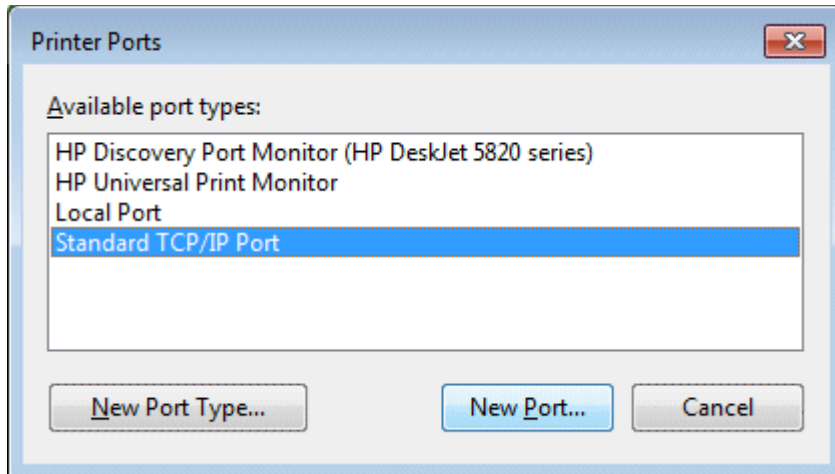 Printer Ports
Available port types:
HP Discovery Port Monitor (HP DeskJet 5820 series)
HP Universal Print Monitor
Local Port
Standard TCP/IP Port
New Port Type... New Port... Cancel